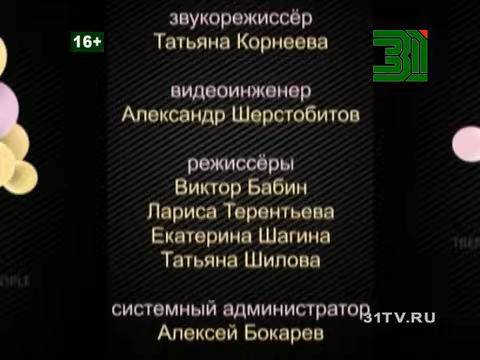 звукорежиссёр
16+
31
Татьяна Корнеева
видеоинженер
Александр Шерстобитов
режиссёры
Виктор Бабин
Лариса Терентьева
Екатерина Шагина
Татьяна Шилова
системный администратор
31TV.RU
Алексей Бокарев